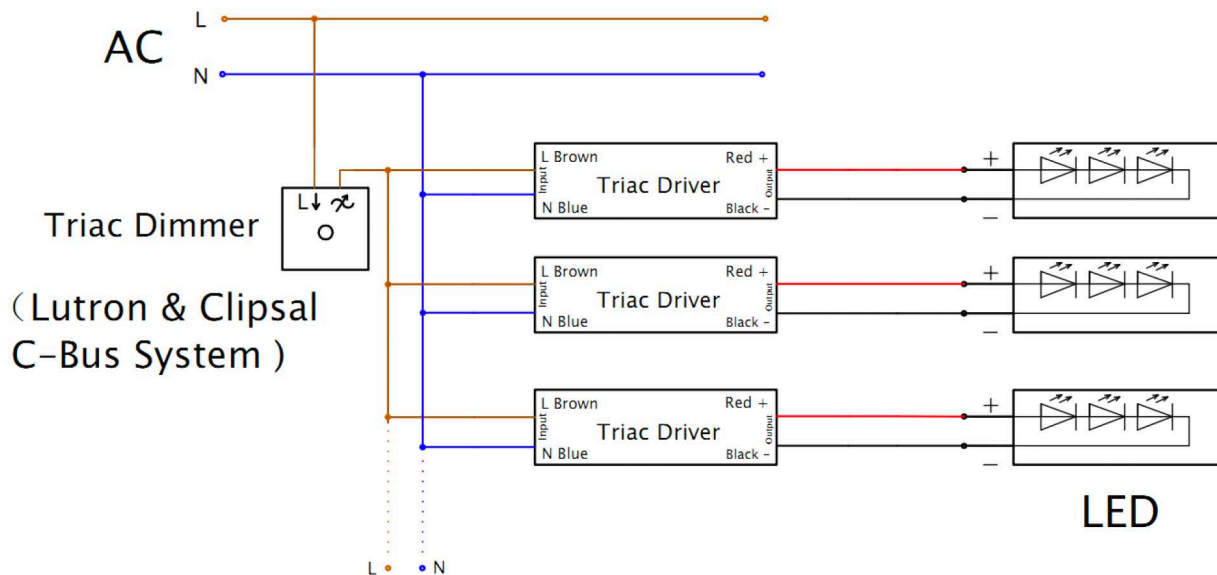 L
AC
N
L Brown
Red +
Input
Triac Driver
Output
N Blue
Black -
+
−
L
Triac Dimmer
(Lutron & Clipsal
C-Bus System )
L Brown
Red +
Input
Triac Driver
Output
N Blue
Black -
+
−
L Brown
Red +
Input
Triac Driver
Output
N Blue
Black -
+
−
LED
L
N